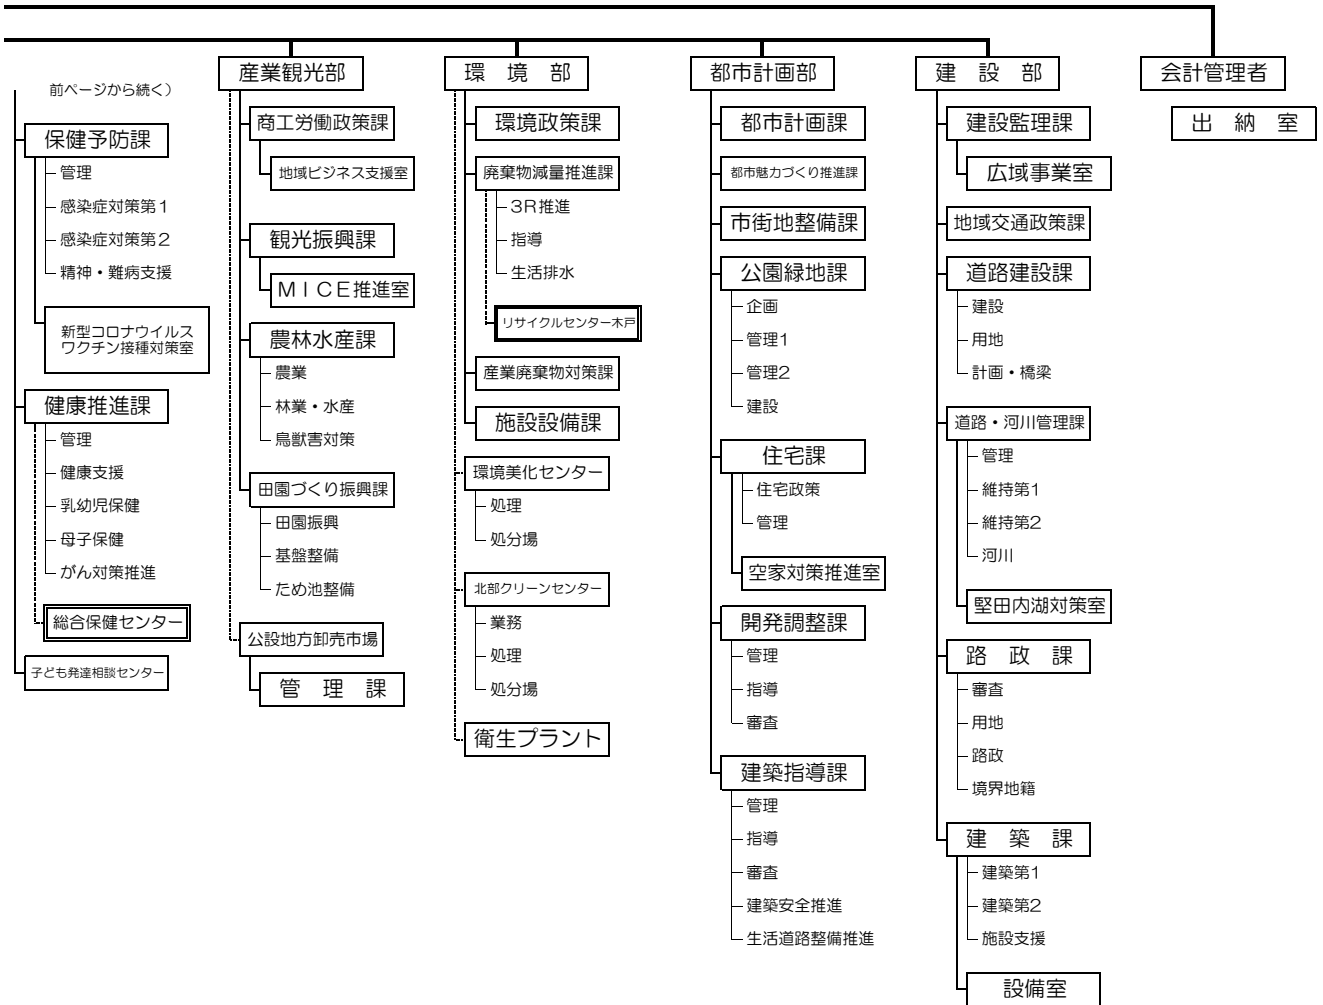 前ページから続く）
保健予防課
管理
感染症対策第１
感染症対策第２
精神・難病支援
新型コロナウイルス
ワクチン接種対策室
健康推進課
管理
健康支援
乳幼児保健
母子保健
がん対策推進
総合保健センター
子ども発達相談センター
産業観光部
商工労働政策課
地域ビジネス支援室
観光振興課
ＭＩＣＥ推進室
農林水産課
農業
林業・水産
鳥獣害対策
田園づくり振興課
田園振興
基盤整備
ため池整備
公設地方卸売市場
管　理　課
環　境　部
環境政策課
廃棄物減量推進課
３Ｒ推進
指導
生活排水
リサイクルセンター木戸
産業廃棄物対策課
施設設備課
環境美化センター
処理
処分場
北部クリーンセンター
業務
処理
処分場
衛生プラント
都市計画部
都市計画課
都市魅力づくり推進課
市街地整備課
公園緑地課
企画
管理1
管理2
建設
住宅課
住宅政策
管理
空家対策推進室
開発調整課
管理
指導
審査
建築指導課
管理
指導
審査
建築安全推進
生活道路整備推進
建　設　部
建設監理課
広域事業室
地域交通政策課
道路建設課
建設
用地
計画・橋梁
道路・河川管理課
管理
維持第1
維持第2
河川
堅田内湖対策室
路　政　課
審査
用地
路政
境界地籍
建　築　課
建築第1
建築第2
施設支援
設備室
会計管理者
出　納　室